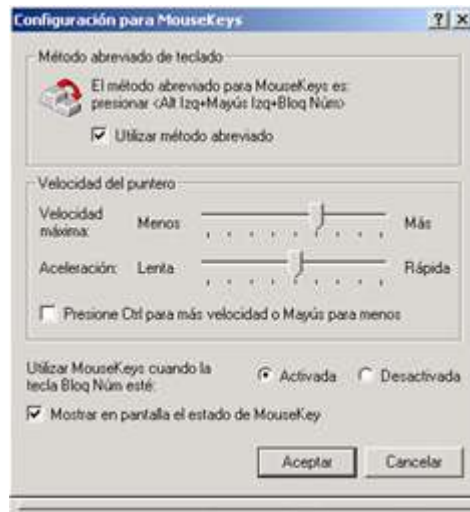 Configuración para MouseKeys
Método abreviado de teclado
El método abreviado para MouseKeys es:
presionar <Alt Izq+Mayús Izq+Bloq Núm>
Utilizar método abreviado
Velocidad del puntero
Velocidad
máxima:
Menos
Más
Aceleración:
Lenta
Rápida
Presione Ctrl para más velocidad o Mayús para menos
Utilizar MouseKeys cuando la
tecla Bloq Núm esté:
Activada
Desactivada
Mostrar en pantalla el estado de MouseKey
Aceptar
Cancelar